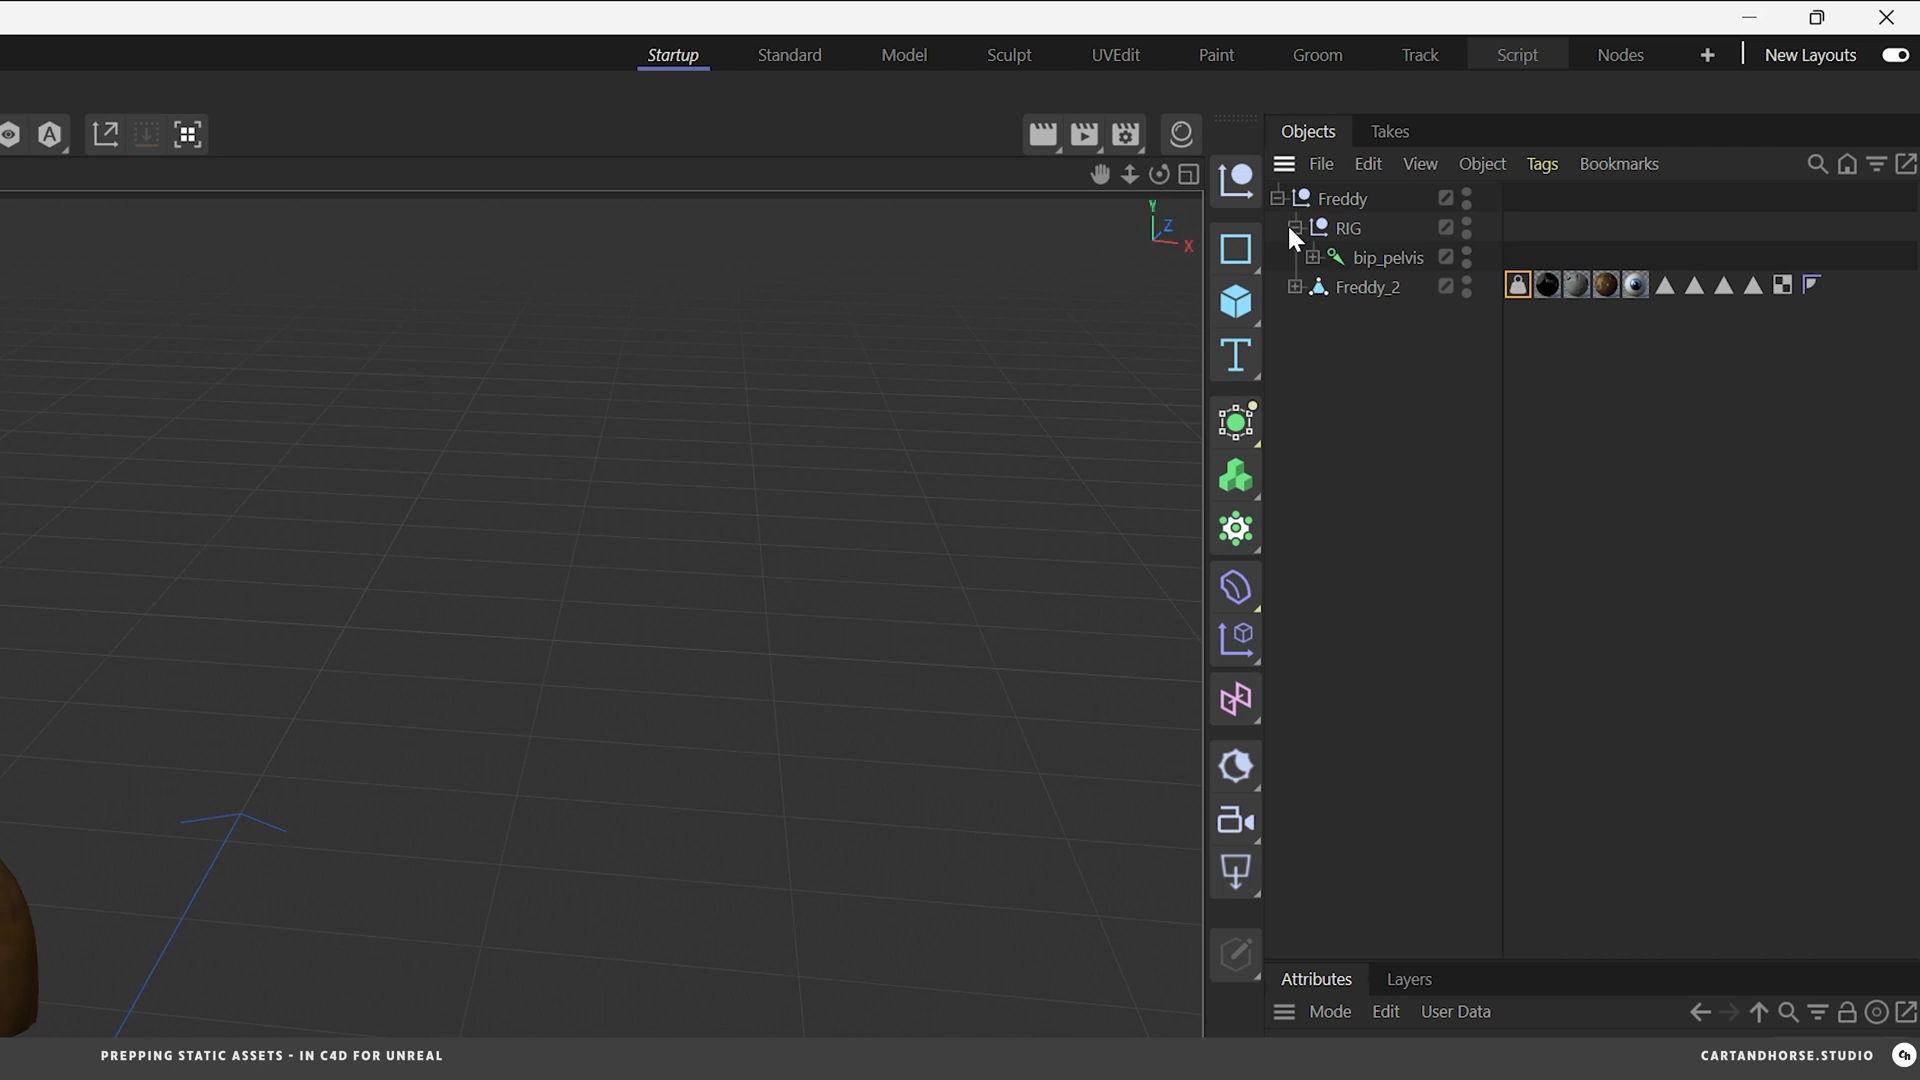 Startup Standard Model Sculpt UVEdit Paint Groom Track Script Nodes + New Layouts
A
Objects Takes
File Edit View Object Tags Bookmarks
Y
Z
X
Freddy
RIG
bip_pelvis
Freddy_2
T
Attributes Layers
Mode Edit User Data
PREPPING STATIC ASSETS - IN C4D FOR UNREAL
CARTANDHORSE.STUDIO